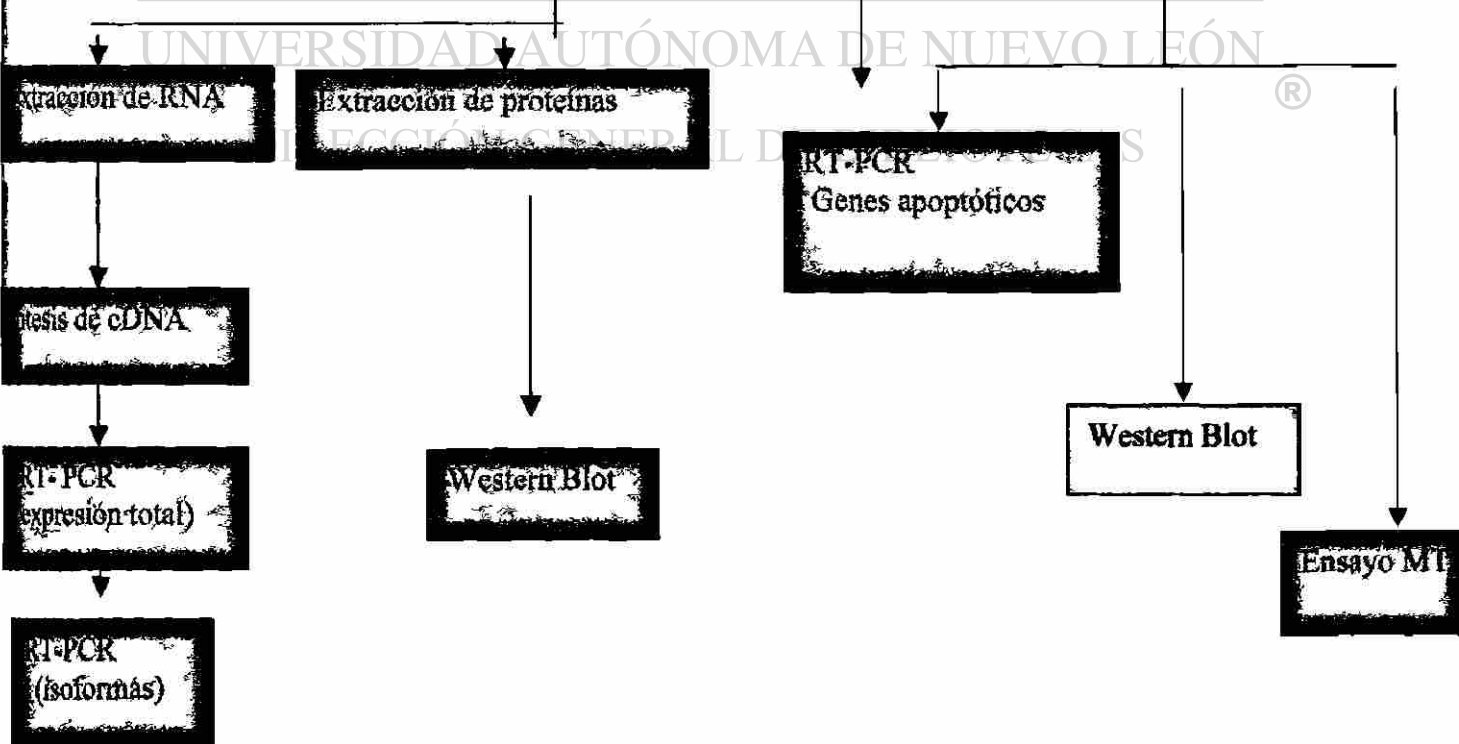 UNIVERSIDAD AUTÓNOMA DE NUEVO LEÓN
®
xtracción de RNA
Extracción de proteínas
RT-PCR
Genes apoptóticos
ntesis de cDNA
RT-PCR
expresión total)
Western Blot
Western Blot
Ensayo MT
RT-PCR
(isoformas)